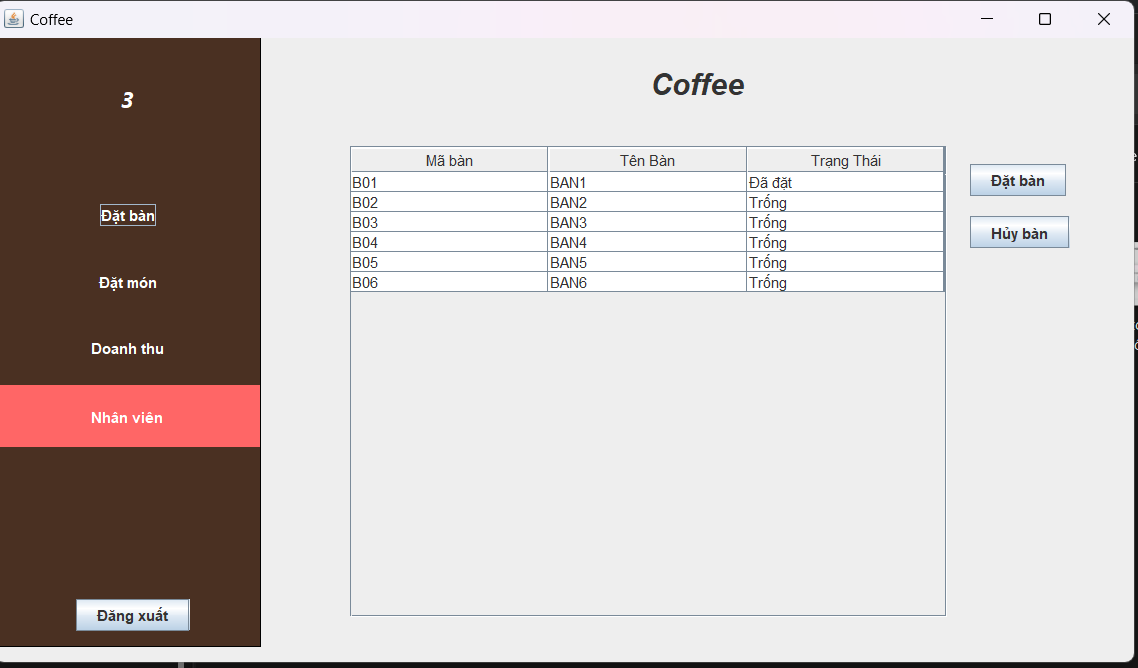 Coffee
3
Đặt bàn
Đặt món
Doanh thu
Nhân viên
Đăng xuất
Coffee
Mã bàn Tên Bàn Trạng Thái
B01 BAN1 Đã đặt
B02 BAN2 Trống
B03 BAN3 Trống
B04 BAN4 Trống
B05 BAN5 Trống
B06 BAN6 Trống
Đặt bàn
Hủy bàn